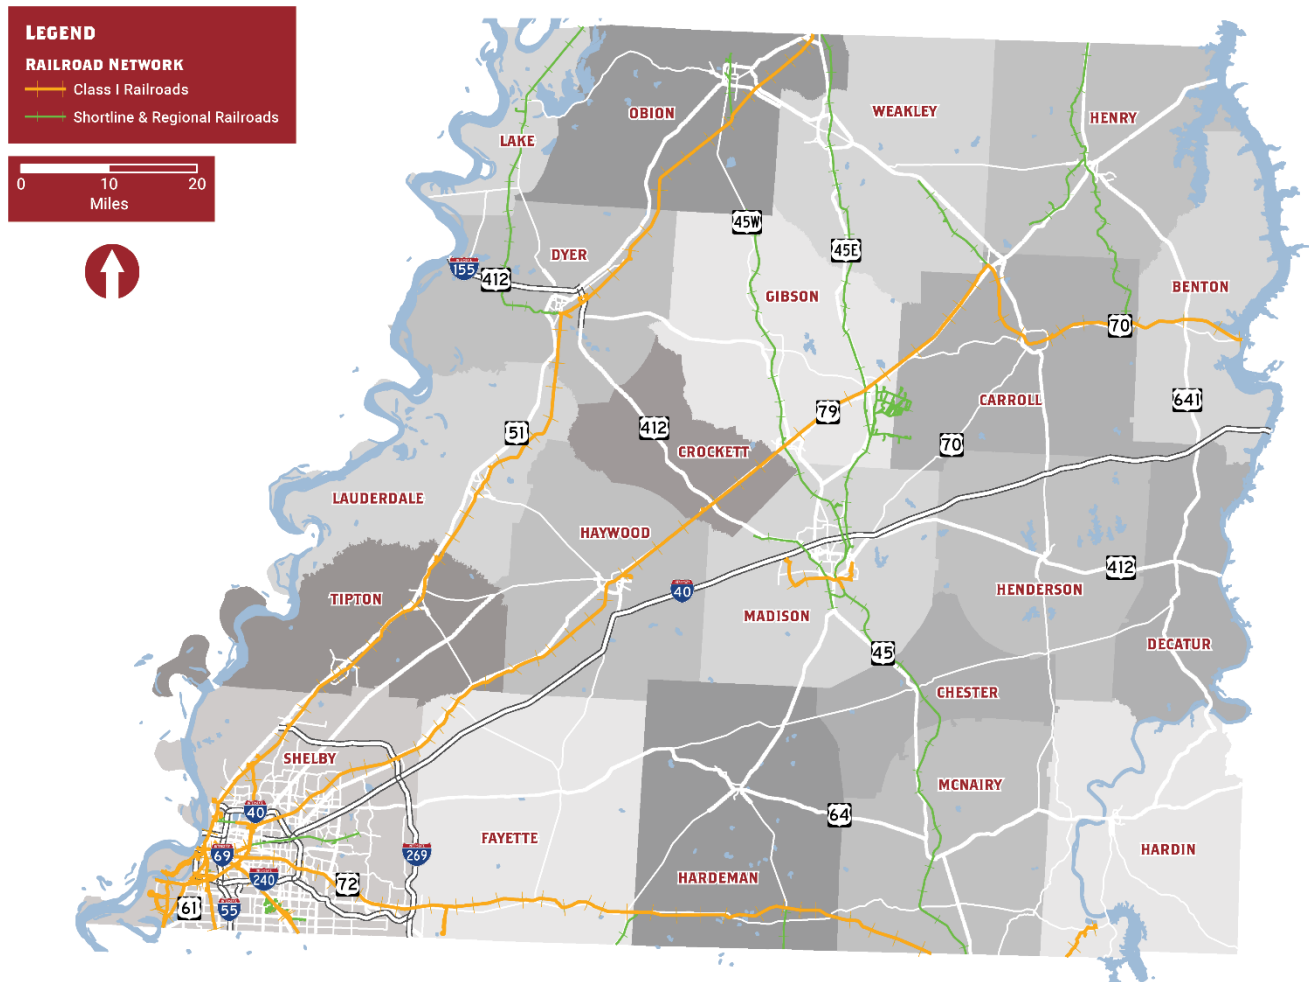 LEGEND
RAILROAD NETWORK
Class I Railroads
Shortline & Regional Railroads
0 10 20
Miles
OBION
WEAKLEY
HENRY
LAKE
45W
45E
DYER
155
412
GIBSON
BENTON
70
CARROLL
641
79
51
412
70
CROCKETT
LAUDERDALE
HAYWOOD
412
40
HENDERSON
TIPTON
MADISON
DECATUR
45
CHESTER
SHELBY
MCNAIRY
40
64
FAYETTE
HARDIN
69
269
240
72
HARDEMAN
61
55